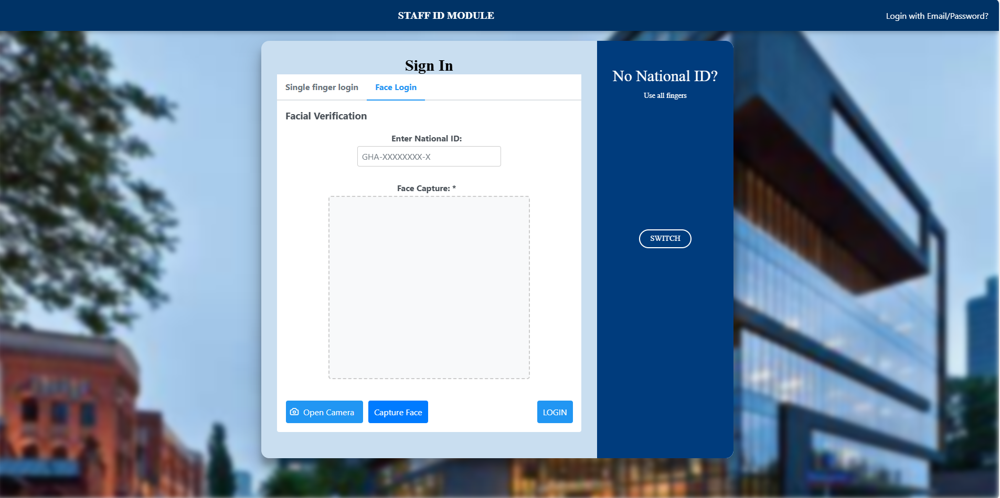 STAFF ID MODULE
Login with Email/Password?
Sign In
Single finger login
Face Login
Facial Verification
Enter National ID:
GHA-XXXXXXXX-X
Face Capture: *
Open Camera
Capture Face
LOGIN
No National ID?
Use all fingers
SWITCH